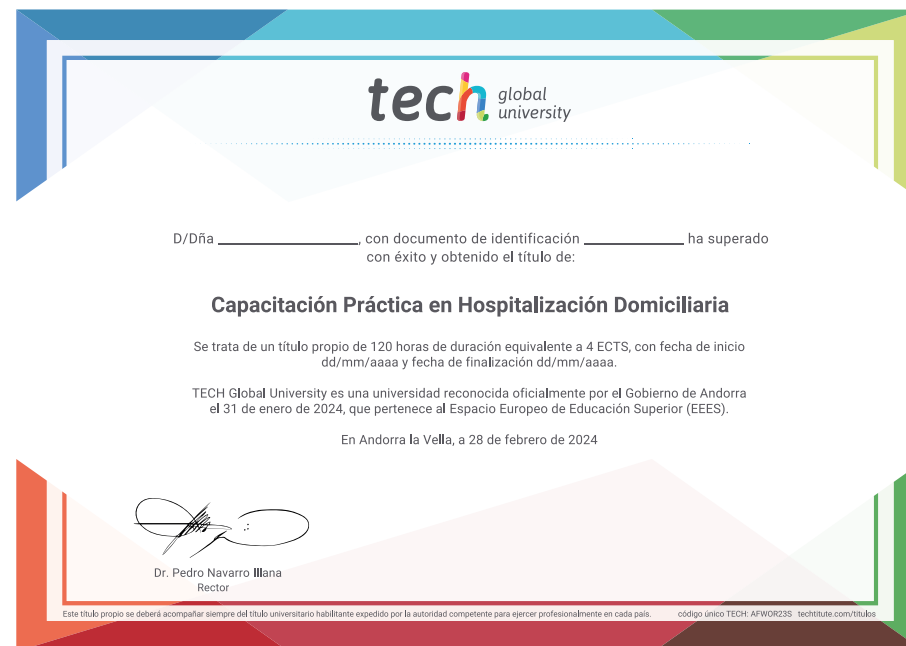 tech global university
D/Dña ____________________, con documento de identificación ______________ ha superado
con éxito y obtenido el título de:
Capacitación Práctica en Hospitalización Domiciliaria
Se trata de un título propio de 120 horas de duración equivalente a 4 ECTS, con fecha de inicio
dd/mm/aaaa y fecha de finalización dd/mm/aaaa.
TECH Global University es una universidad reconocida oficialmente por el Gobierno de Andorra
el 31 de enero de 2024, que pertenece al Espacio Europeo de Educación Superior (EEES).
En Andorra la Vella, a 28 de febrero de 2024
Dr. Pedro Navarro Illana
Rector
Este título propio se deberá acompañar siempre del título universitario habilitante expedido por la autoridad competente para ejercer profesionalmente en cada país. código único TECH: AFWOR23S techtitute.com/titulos